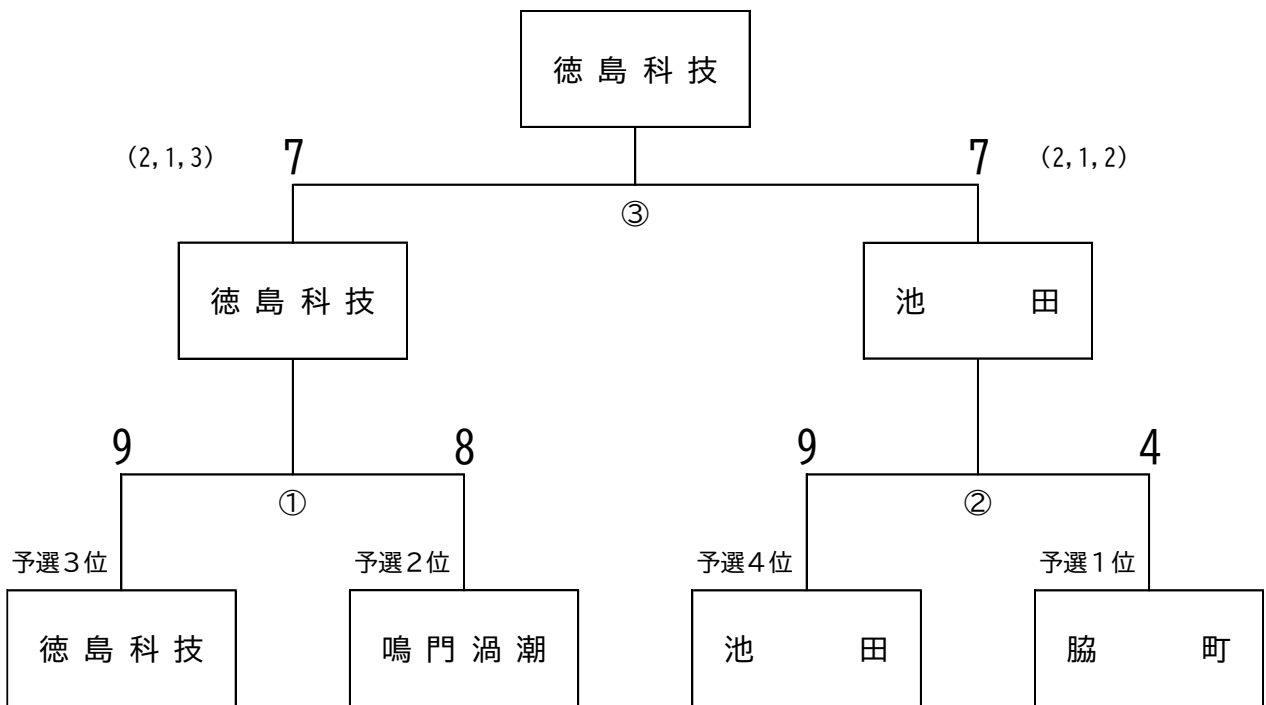 徳島科技
(2,1,3) 7 7 (2,1,2)
③
徳島科技 池田
9 8 9 4
① ②
予選3位 予選2位 予選4位 予選1位
徳島科技 鳴門渦潮 池田 脇町